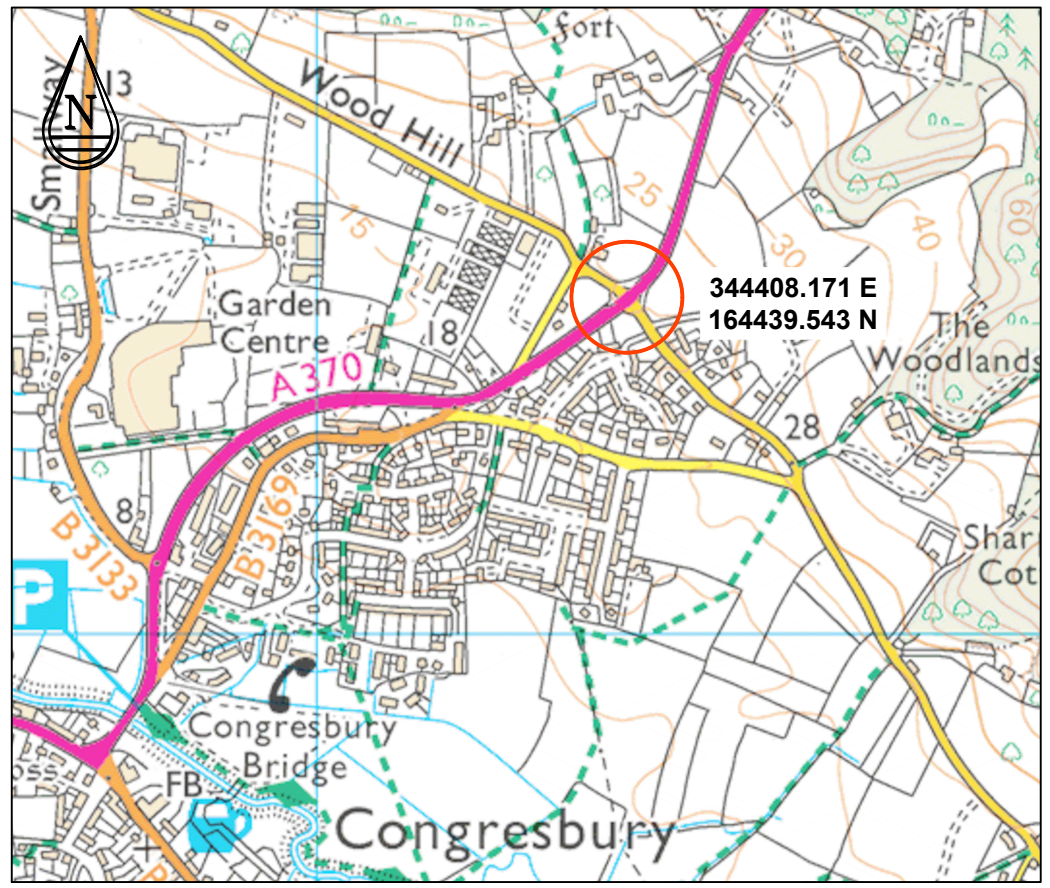 fort
Smallway
13
N
Wood Hill
25
15
40
60
30
344408.171 E
164439.543 N
Garden
Centre
18
The
Woodlands
A 370
28
8
B 3133
B 3169
Shar
Cot
P
Congresbury
Bridge
FB
oss
Congresbury